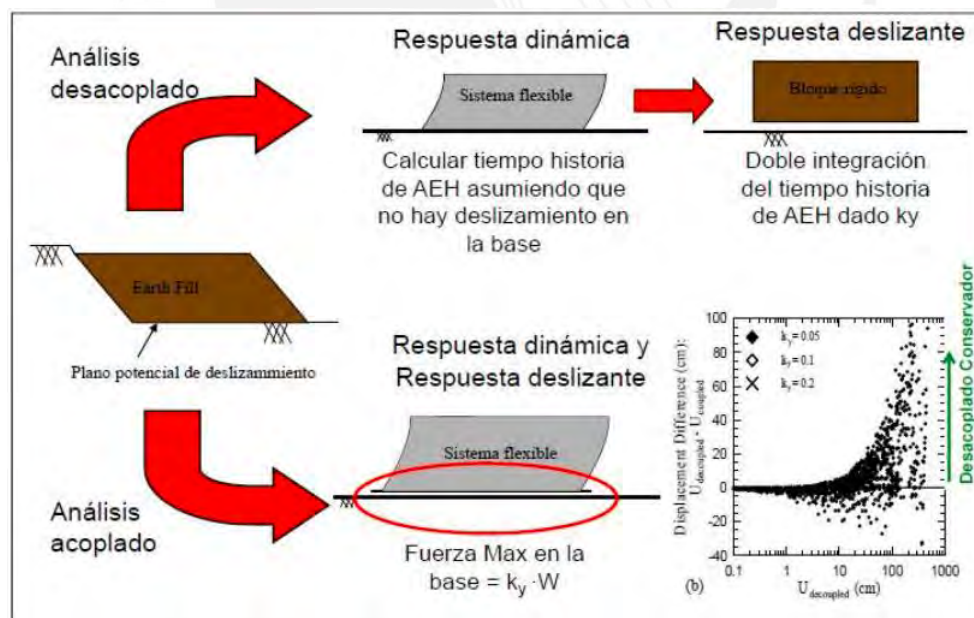 Análisis
desacoplado
Respuesta dinámica
Sistema flexible
Calcular tiempo historia
de AEH asumiendo que
no hay deslizamiento en
la base
Respuesta deslizante
Bloque rígido
Doble integración
del tiempo historia
de AEH dado ky
Earth Fill
Plano potencial de deslizammiento
Análisis
acoplado
Respuesta dinámica y
Respuesta deslizante
Sistema flexible
Fuerza Max en la
base = ky · W
Displacement Difference (cm):
Udecoupled - Ucoupled
100
80
60
40
20
0
-20
-40
ky = 0.05
ky = 0.1
ky = 0.2
(b)
0.1 1 10 100 1000
Udecoupled (cm)
Desacoplado Conservador